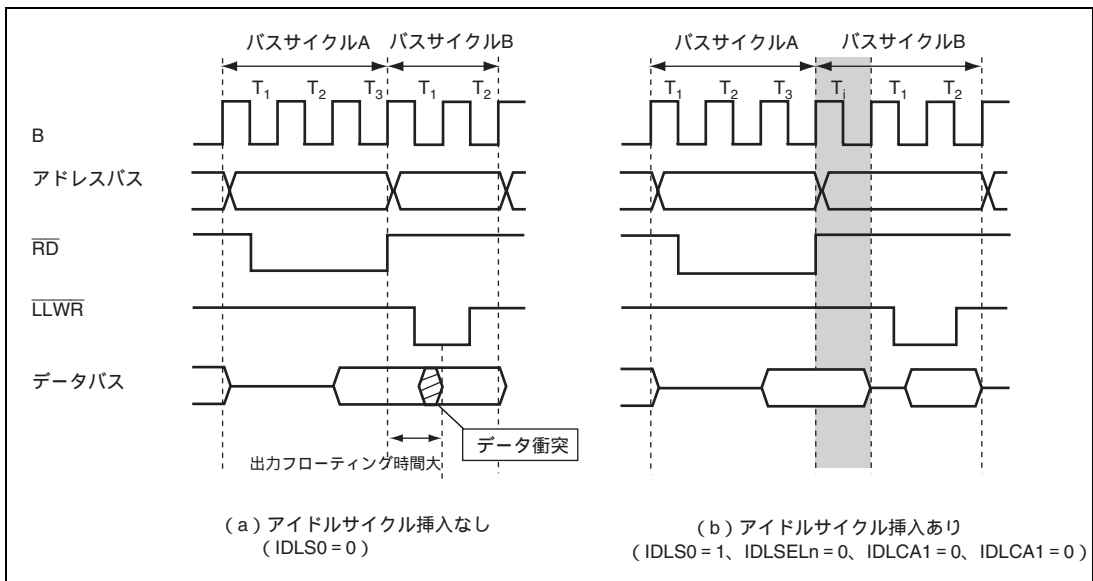 バスサイクルA バスサイクルB
T1 T2 T3 T1 T2
B
アドレスバス
RD
LLWR
データバス
データ衝突
出力フローティング時間大
(a)アイドルサイクル挿入なし
(IDLS0 = 0)
バスサイクルA バスサイクルB
T1 T2 T3 Ti T1 T2
(b)アイドルサイクル挿入あり
(IDLS0 = 1、IDLSELn = 0、IDLCA1 = 0、IDLCA1 = 0)